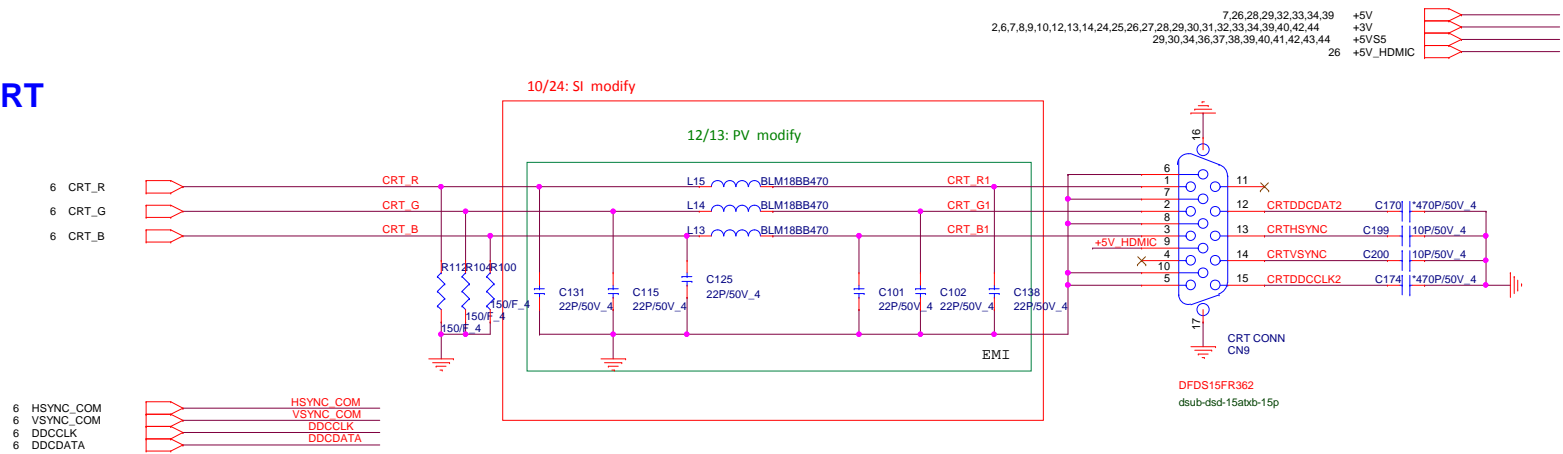 7,26,28,29,32,33,34,39 +5V
2,6,7,8,9,10,12,13,14,24,25,26,27,28,29,30,31,32,33,34,39,40,42,44 +3V
29,30,34,36,37,38,39,40,41,42,43,44 +5VS5
26 +5V_HDMIC
RT
10/24: SI modify
12/13: PV modify
16
6 CRT_R
CRT_R
L15 BLM18BB470
CRT_R1
6 CRT_G
CRT_G
L14 BLM18BB470
CRT_G1
6 CRT_B
CRT_B
L13 BLM18BB470
CRT_B1
+5V_HDMIC
6
1
7
2
8
3
9
4
10
5
11
12 CRTDDCDAT2 C170 *470P/50V_4
13 CRTHSYNC C199 10P/50V_4
14 CRTVSYNC C200 10P/50V_4
15 CRTDDCCLK2 C174 *470P/50V_4
R112 R104 R100
150/F_4
150/F_4
150/F_4
C131
22P/50V_4
C115
22P/50V_4
C125
22P/50V_4
C101
22P/50V_4
C102
22P/50V_4
C138
22P/50V_4
EMI
17
CRT CONN
CN9
DFDS15FR362
dsub-dsd-15atxb-15p
6 HSYNC_COM
HSYNC_COM
6 VSYNC_COM
VSYNC_COM
6 DDCCLK
DDCCLK
6 DDCDATA
DDCDATA